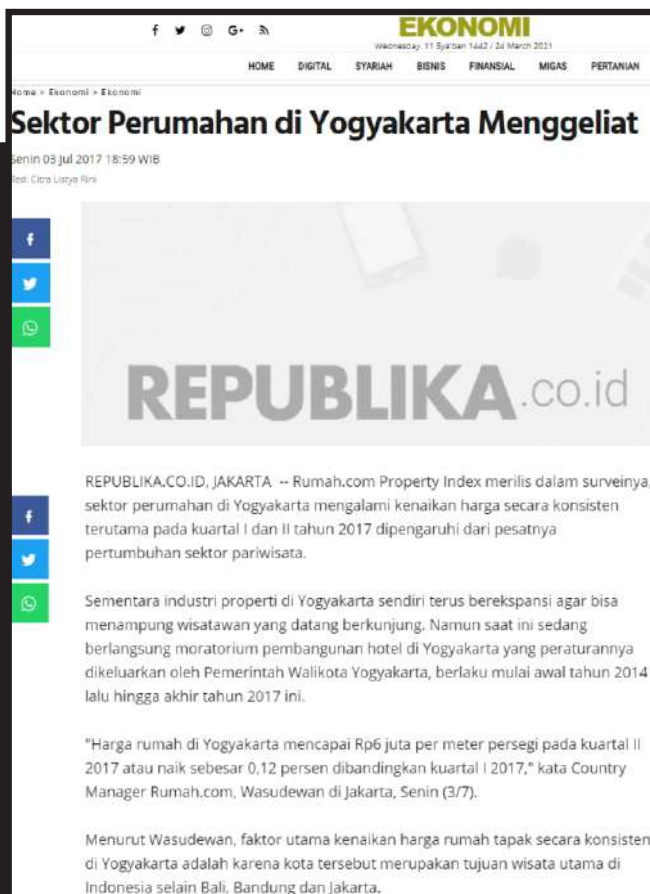 EKONOMI
Wednesday, 11 Sya'ban 1442 / 24 March 2021
HOME DIGITAL SYARIAH BISNIS FINANSIAL MIGAS PERTANIAN
Home > Ekonomi > Ekonomi
Sektor Perumahan di Yogyakarta Menggeliat
Senin 03 Jul 2017 18:59 WIB
Red: Citra Listya Rini
REPUBLIKA.co.id
REPUBLIKA.CO.ID, JAKARTA -- Rumah.com Property Index merilis dalam surveinya,
sektor perumahan di Yogyakarta mengalami kenaikan harga secara konsisten
terutama pada kuartal I dan II tahun 2017 dipengaruhi dari pesatnya
pertumbuhan sektor pariwisata.
Sementara industri properti di Yogyakarta sendiri terus berekspansi agar bisa
menampung wisatawan yang datang berkunjung. Namun saat ini sedang
berlangsung moratorium pembangunan hotel di Yogyakarta yang peraturannya
dikeluarkan oleh Pemerintah Walikota Yogyakarta, berlaku mulai awal tahun 2014
lalu hingga akhir tahun 2017 ini.
"Harga rumah di Yogyakarta mencapai Rp6 juta per meter persegi pada kuartal II
2017 atau naik sebesar 0,12 persen dibandingkan kuartal I 2017," kata Country
Manager Rumah.com, Wasudewan di Jakarta, Senin (3/7).
Menurut Wasudewan, faktor utama kenaikan harga rumah tapak secara konsisten
di Yogyakarta adalah karena kota tersebut merupakan tujuan wisata utama di
Indonesia selain Bali, Bandung dan Jakarta.